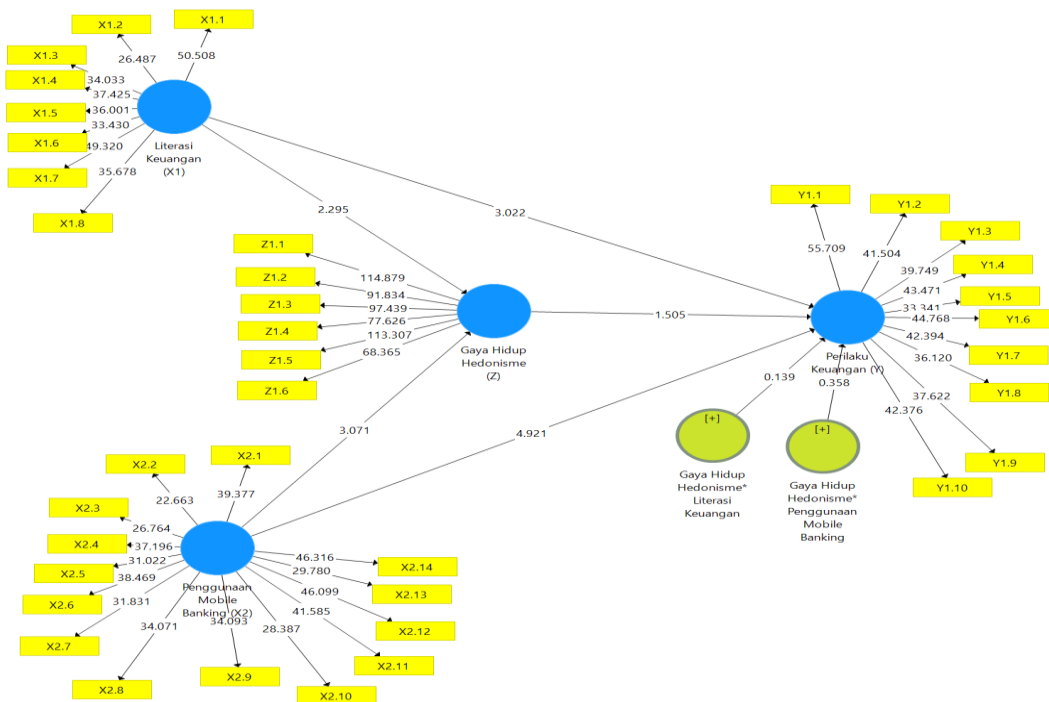 X1.1
X1.2
X1.3
X1.4
X1.5
X1.6
X1.7
X1.8
50.508
26.487
34.033
37.425
36.001
33.430
49.320
35.678
Literasi
Keuangan
(X1)
2.295
3.022
Z1.1
Z1.2
Z1.3
Z1.4
Z1.5
Z1.6
114.879
91.834
97.439
77.626
113.307
68.365
Gaya Hidup
Hedonisme
(Z)
1.505
Y1.1
Y1.2
Y1.3
Y1.4
Y1.5
Y1.6
Y1.7
Y1.8
Y1.9
Y1.10
55.709
41.504
39.749
43.471
33.341
44.768
42.394
36.120
37.622
42.376
Perilaku
Keuangan (Y)
0.139
0.358
[+]
Gaya Hidup
Hedonisme*
Literasi
Keuangan
[+]
Gaya Hidup
Hedonisme*
Penggunaan
Mobile
Banking
3.071
4.921
X2.1
X2.2
X2.3
X2.4
X2.5
X2.6
X2.7
X2.8
X2.9
X2.10
X2.11
X2.12
X2.13
X2.14
39.377
22.663
26.764
37.196
31.022
38.469
31.831
34.071
34.093
28.387
41.585
46.099
29.780
46.316
Penggunaan
Mobile
Banking (X2)